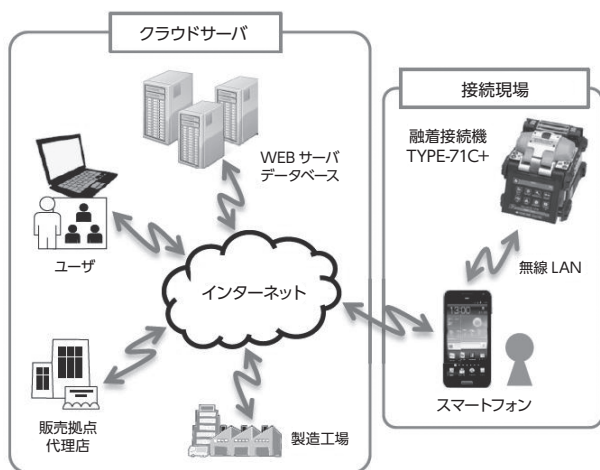 クラウドサーバ
接続現場
融着接続機
TYPE-71C+
WEB サーバ
データベース
ユーザ
無線 LAN
インターネット
13:00
スマートフォン
販売拠点
代理店
製造工場